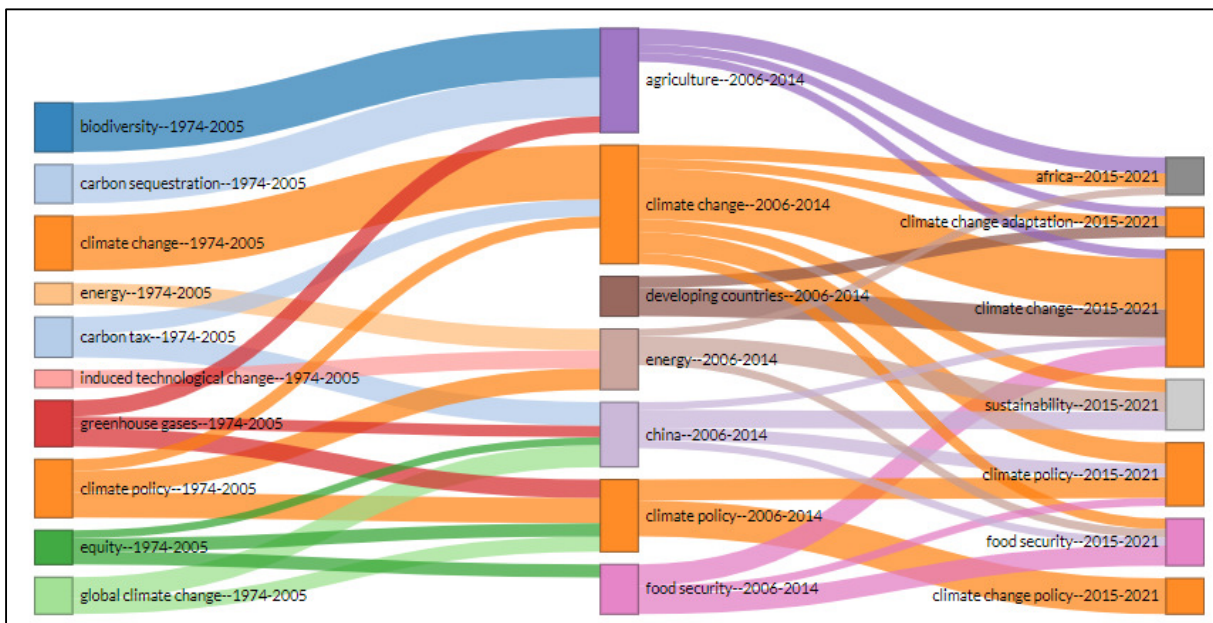 biodiversity--1974-2005
carbon sequestration--1974-2005
climate change--1974-2005
energy--1974-2005
carbon tax--1974-2005
induced technological change--1974-2005
greenhouse gases--1974-2005
climate policy--1974-2005
equity--1974-2005
global climate change--1974-2005
agriculture--2006-2014
climate change--2006-2014
developing countries--2006-2014
energy--2006-2014
china--2006-2014
climate policy--2006-2014
food security--2006-2014
africa--2015-2021
climate change adaptation--2015-2021
climate change--2015-2021
sustainability--2015-2021
climate policy--2015-2021
food security--2015-2021
climate change policy--2015-2021